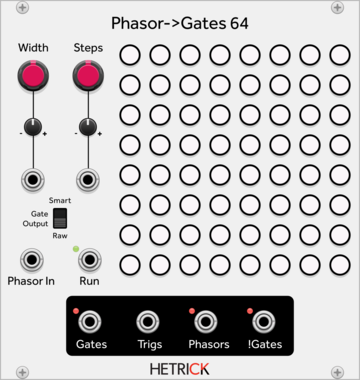 Phasor->Gates 64
Width Steps
- + - +
Smart
Gate
Output
Raw
Phasor In Run
Gates Trigs Phasors !Gates
HETRICK